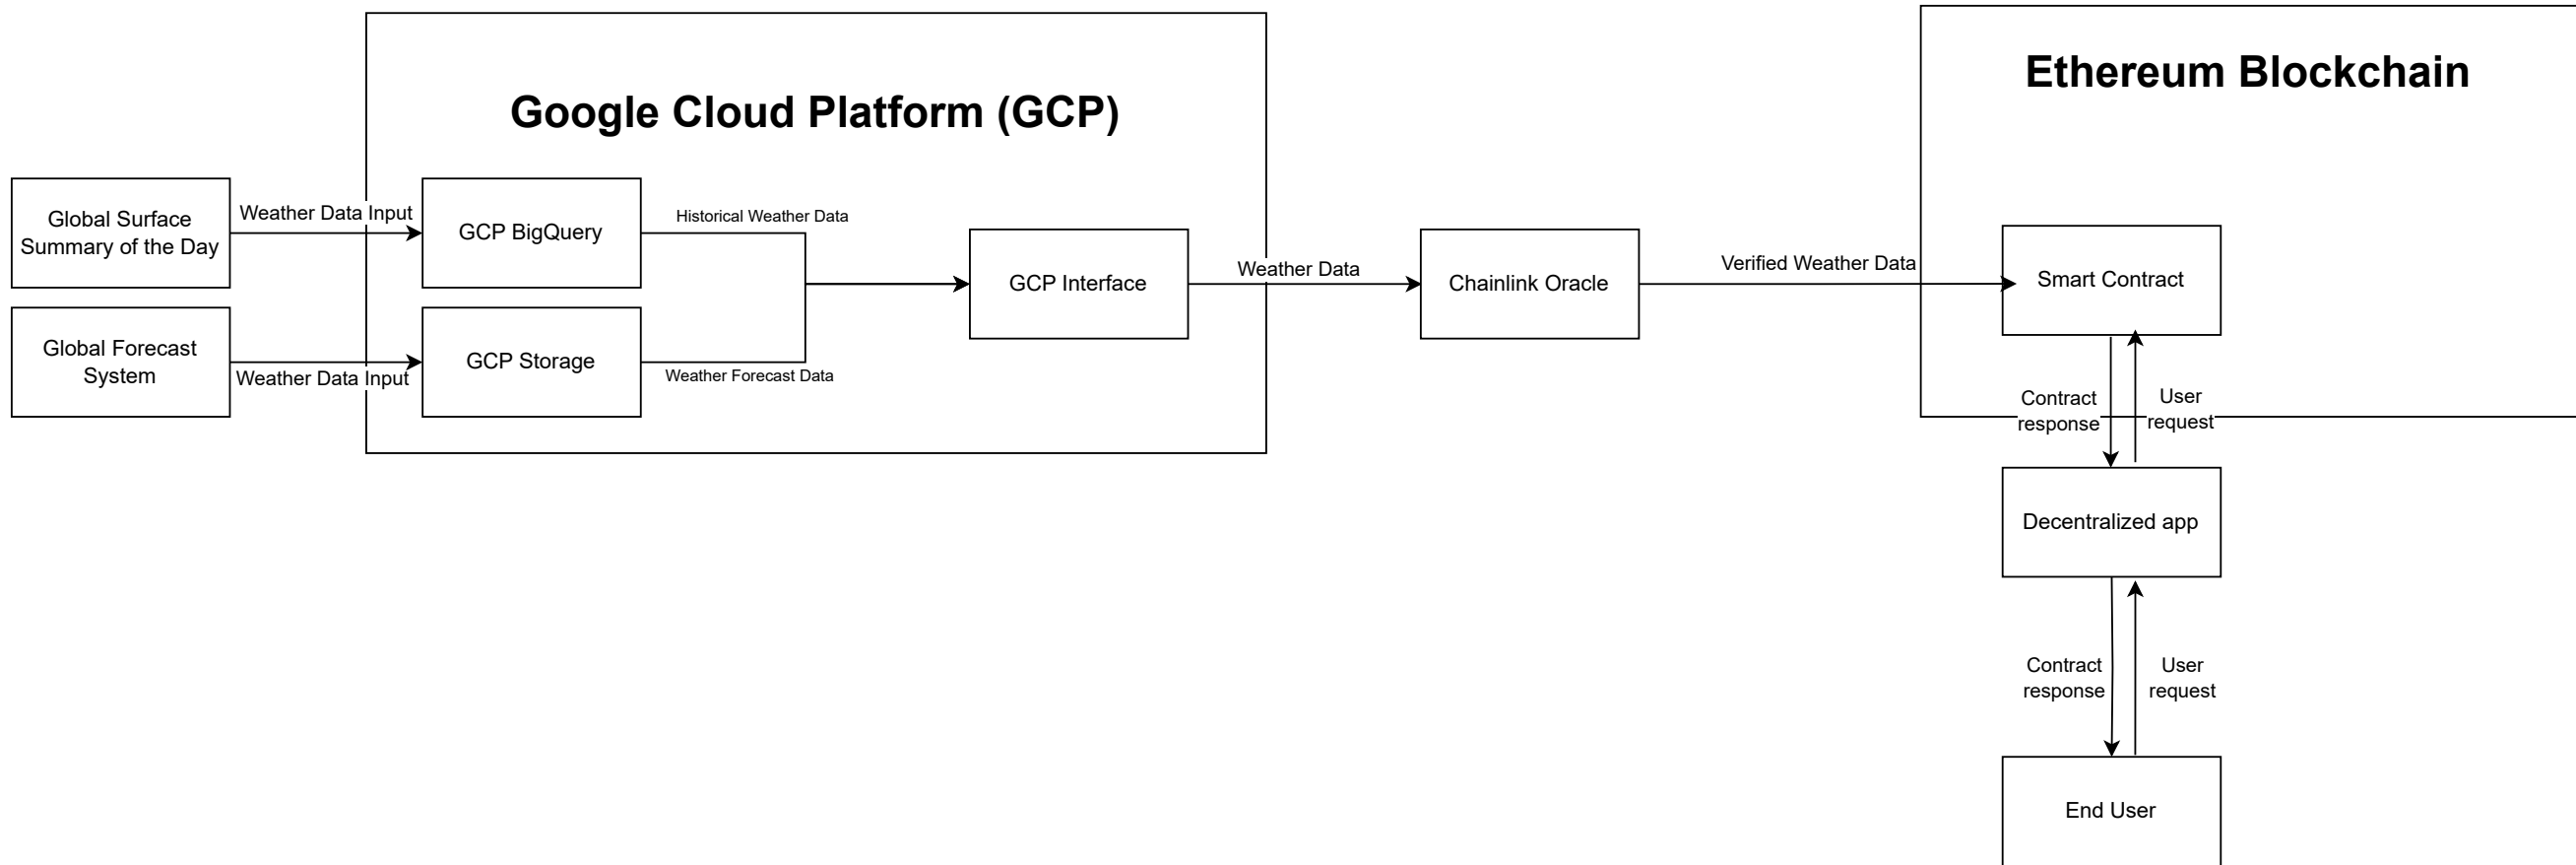 Google Cloud Platform (GCP)
Ethereum Blockchain
Global Surface
Summary of the Day
Weather Data Input
GCP BigQuery
Historical Weather Data
Global Forecast
System
Weather Data Input
GCP Storage
Weather Forecast Data
GCP Interface
Weather Data
Chainlink Oracle
Verified Weather Data
Smart Contract
Contract
response
User
request
Decentralized app
Contract
response
User
request
End User